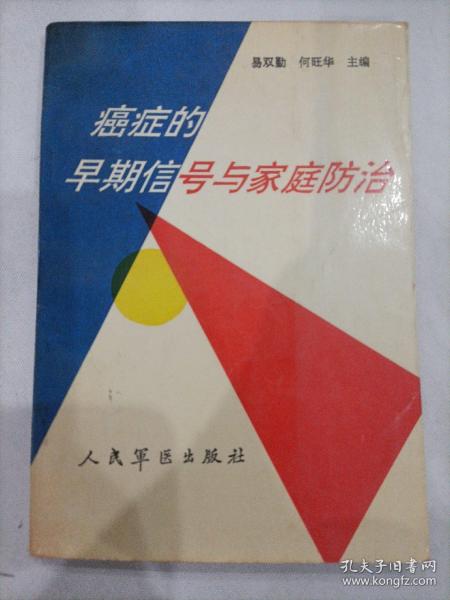 易双勤 何旺华 主编
癌症的
早期信号与家庭防治
人民軍医出版社
孔夫子旧书网
www.kongfz.com